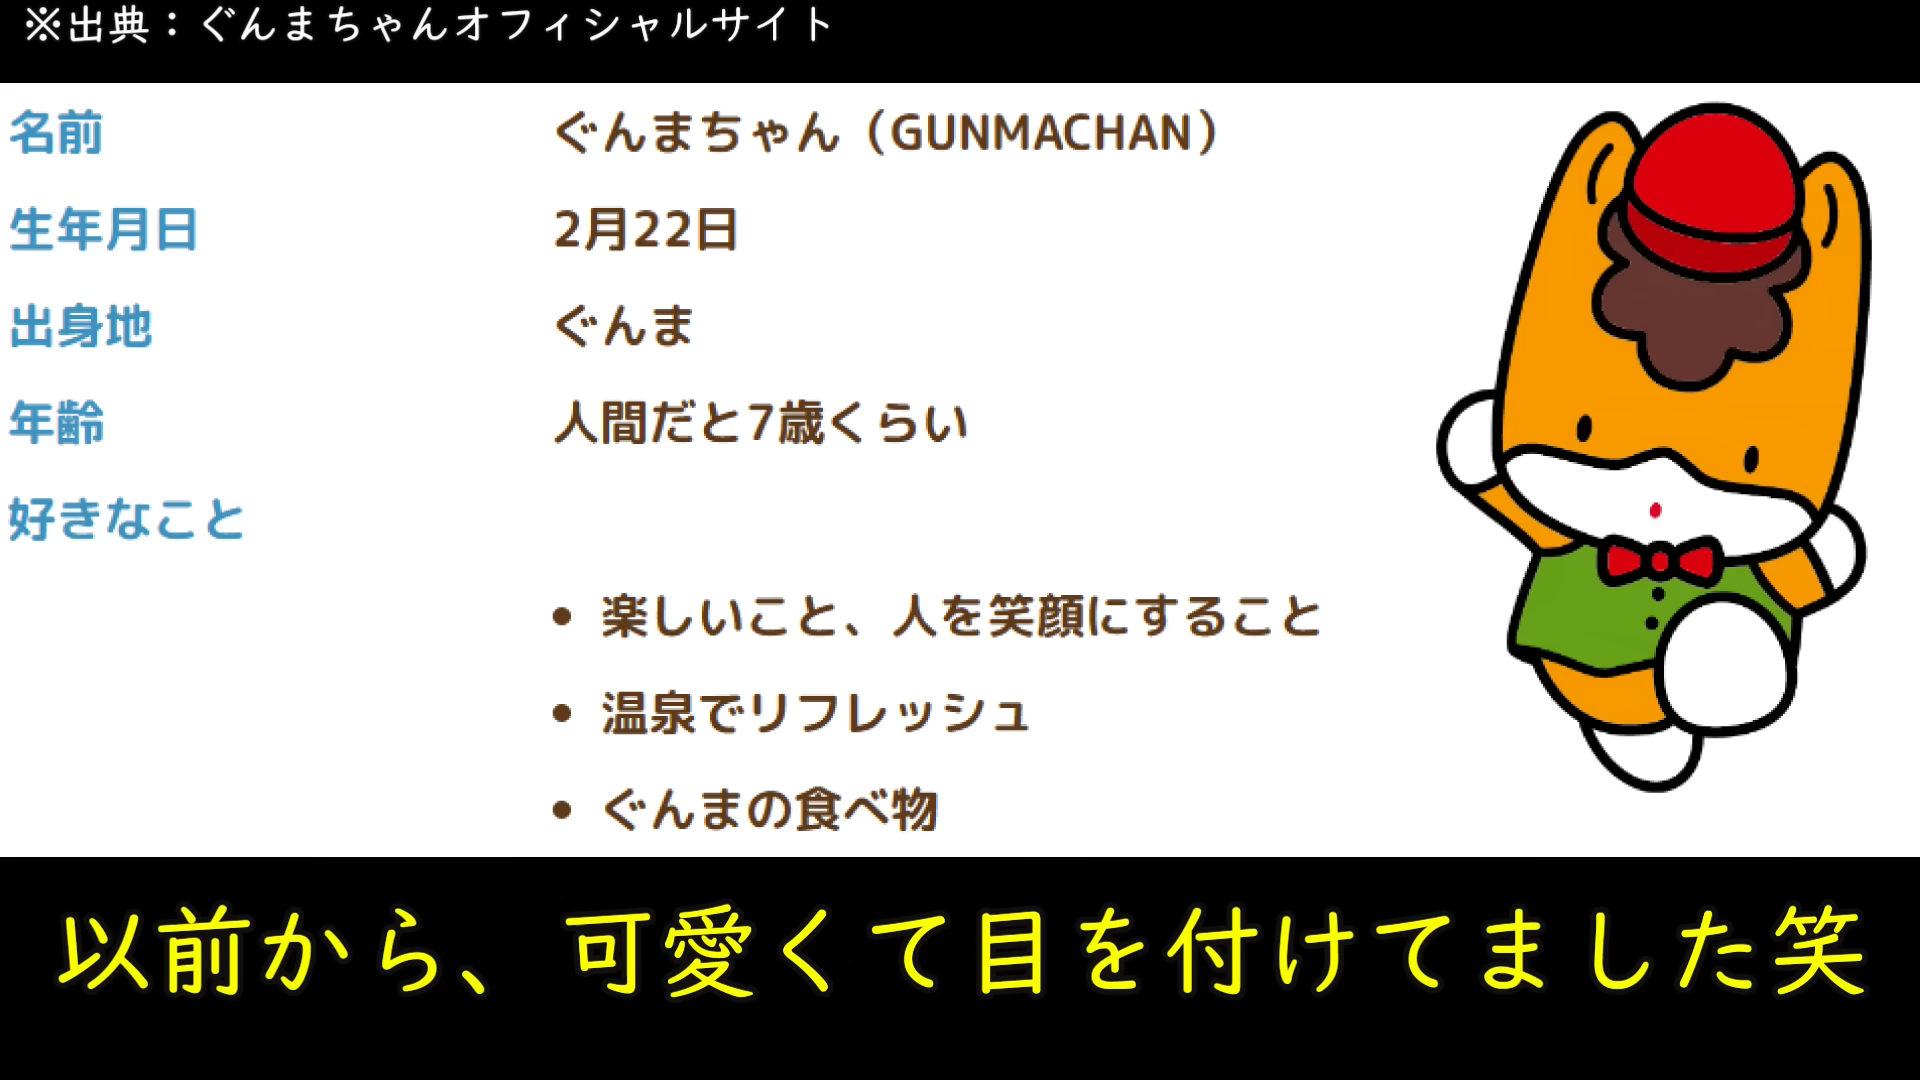 ※出典：ぐんまちゃんオフィシャルサイト
名前 ぐんまちゃん（GUNMACHAN）
生年月日 2月22日
出身地 ぐんま
年齢 人間だと7歳くらい
好きなこと
• 楽しいこと、人を笑顔にすること
• 温泉でリフレッシュ
• ぐんまの食べ物
以前から、可愛くて目を付けてました笑